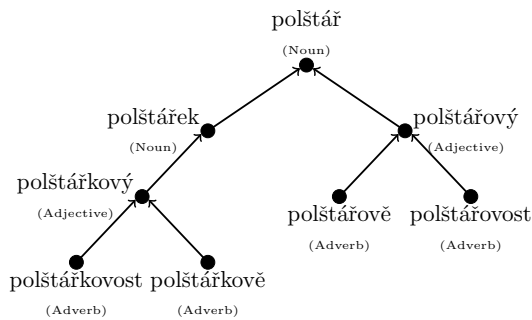 polštář
(Noun)
polštářek
(Noun)
polštářový
(Adjective)
polštářkový
(Adjective)
polštářově
(Adverb)
polštářovost
(Adverb)
polštářkovost
(Adverb)
polštářkově
(Adverb)